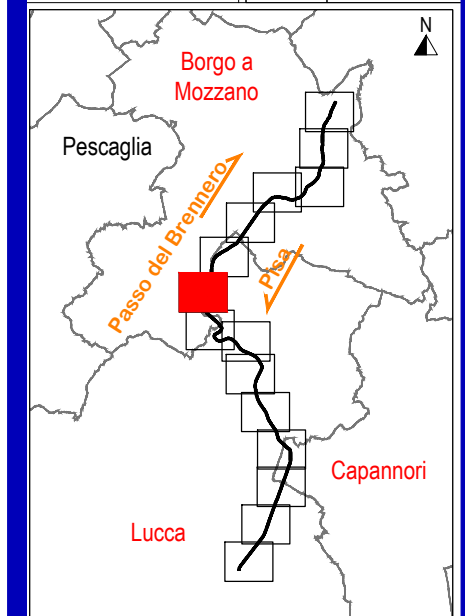 N
Borgo a
Mozzano
Pescaglia
Passo del Brennero
Pisa
Capannori
Lucca